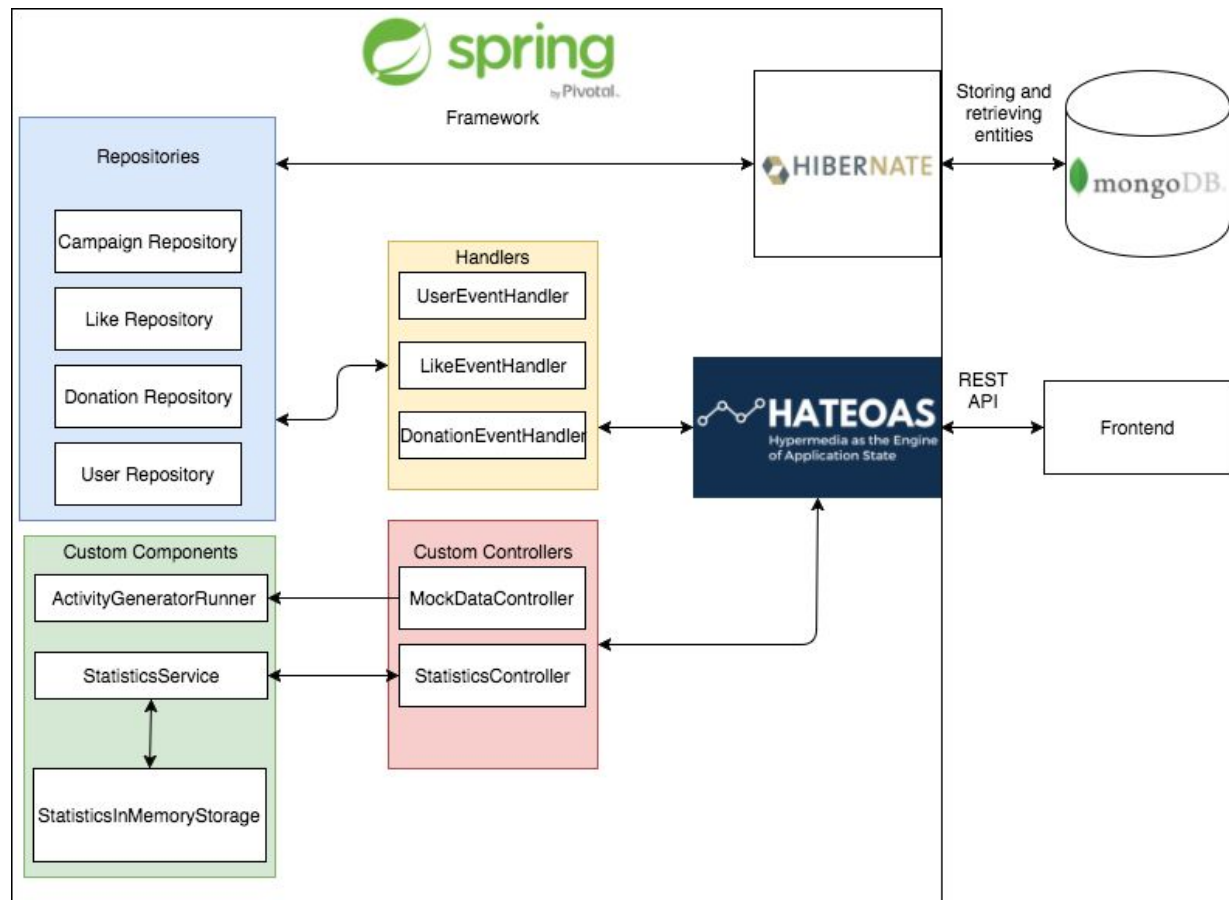 spring
by Pivotal.
Framework
Repositories
Campaign Repository
Like Repository
Donation Repository
User Repository
Handlers
UserEventHandler
LikeEventHandler
DonationEventHandler
HIBERNATE
Storing and
retrieving
entities
mongoDB.
HATEOAS
Hypermedia as the Engine
of Application State
REST
API
Frontend
Custom Components
ActivityGeneratorRunner
StatisticsService
StatisticsInMemoryStorage
Custom Controllers
MockDataController
StatisticsController